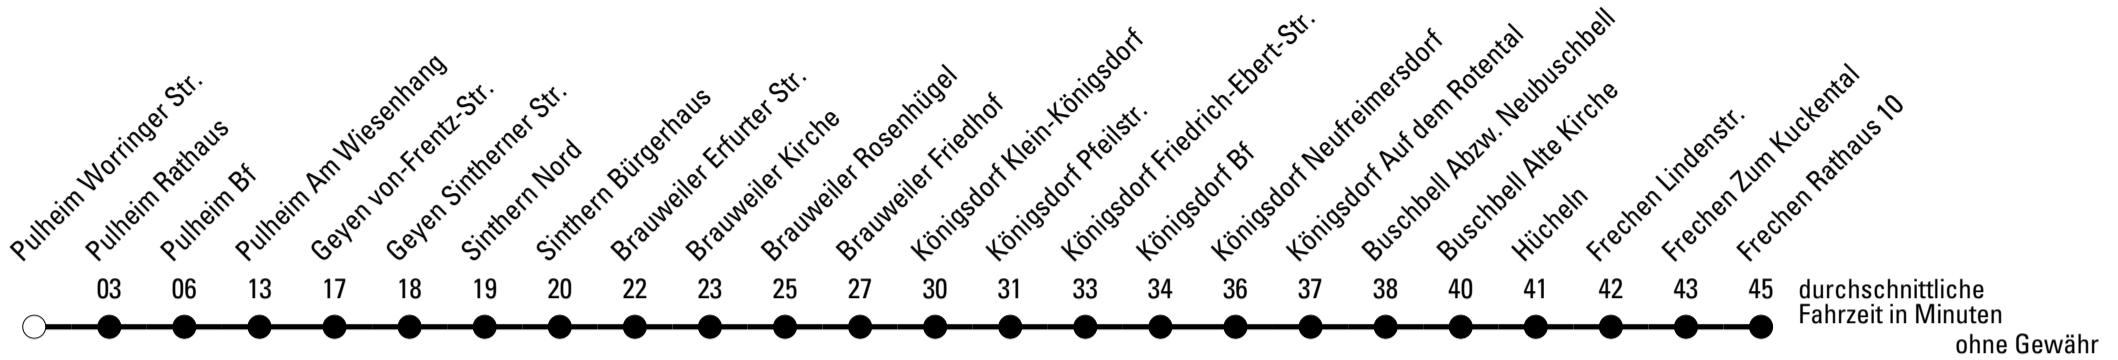 Pulheim Worringer Str.
Pulheim Rathaus
Pulheim Bf
Pulheim Am Wiesenhang
Geyen von-Frentz-Str.
Geyen Sintherner Str.
Sinthern Nord
Sinthern Bürgerhaus
Brauweiler Erfurter Str.
Brauweiler Kirche
Brauweiler Rosenhügel
Brauweiler Friedhof
Königsdorf Klein-Königsdorf
Königsdorf Pfeilstr.
Königsdorf Friedrich-Ebert-Str.
Königsdorf Bf
Königsdorf Neufreimersdorf
Königsdorf Auf dem Rotental
Buschbell Abzw. Neubuschbell
Buschbell Alte Kirche
Hücheln
Frechen Lindenstr.
Frechen Zum Kuckental
Frechen Rathaus 10
03 06 13 17 18 19 20 22 23 25 27 30 31 33 34 36 37 38 40 41 42 43 45
durchschnittliche
Fahrzeit in Minuten
ohne Gewähr